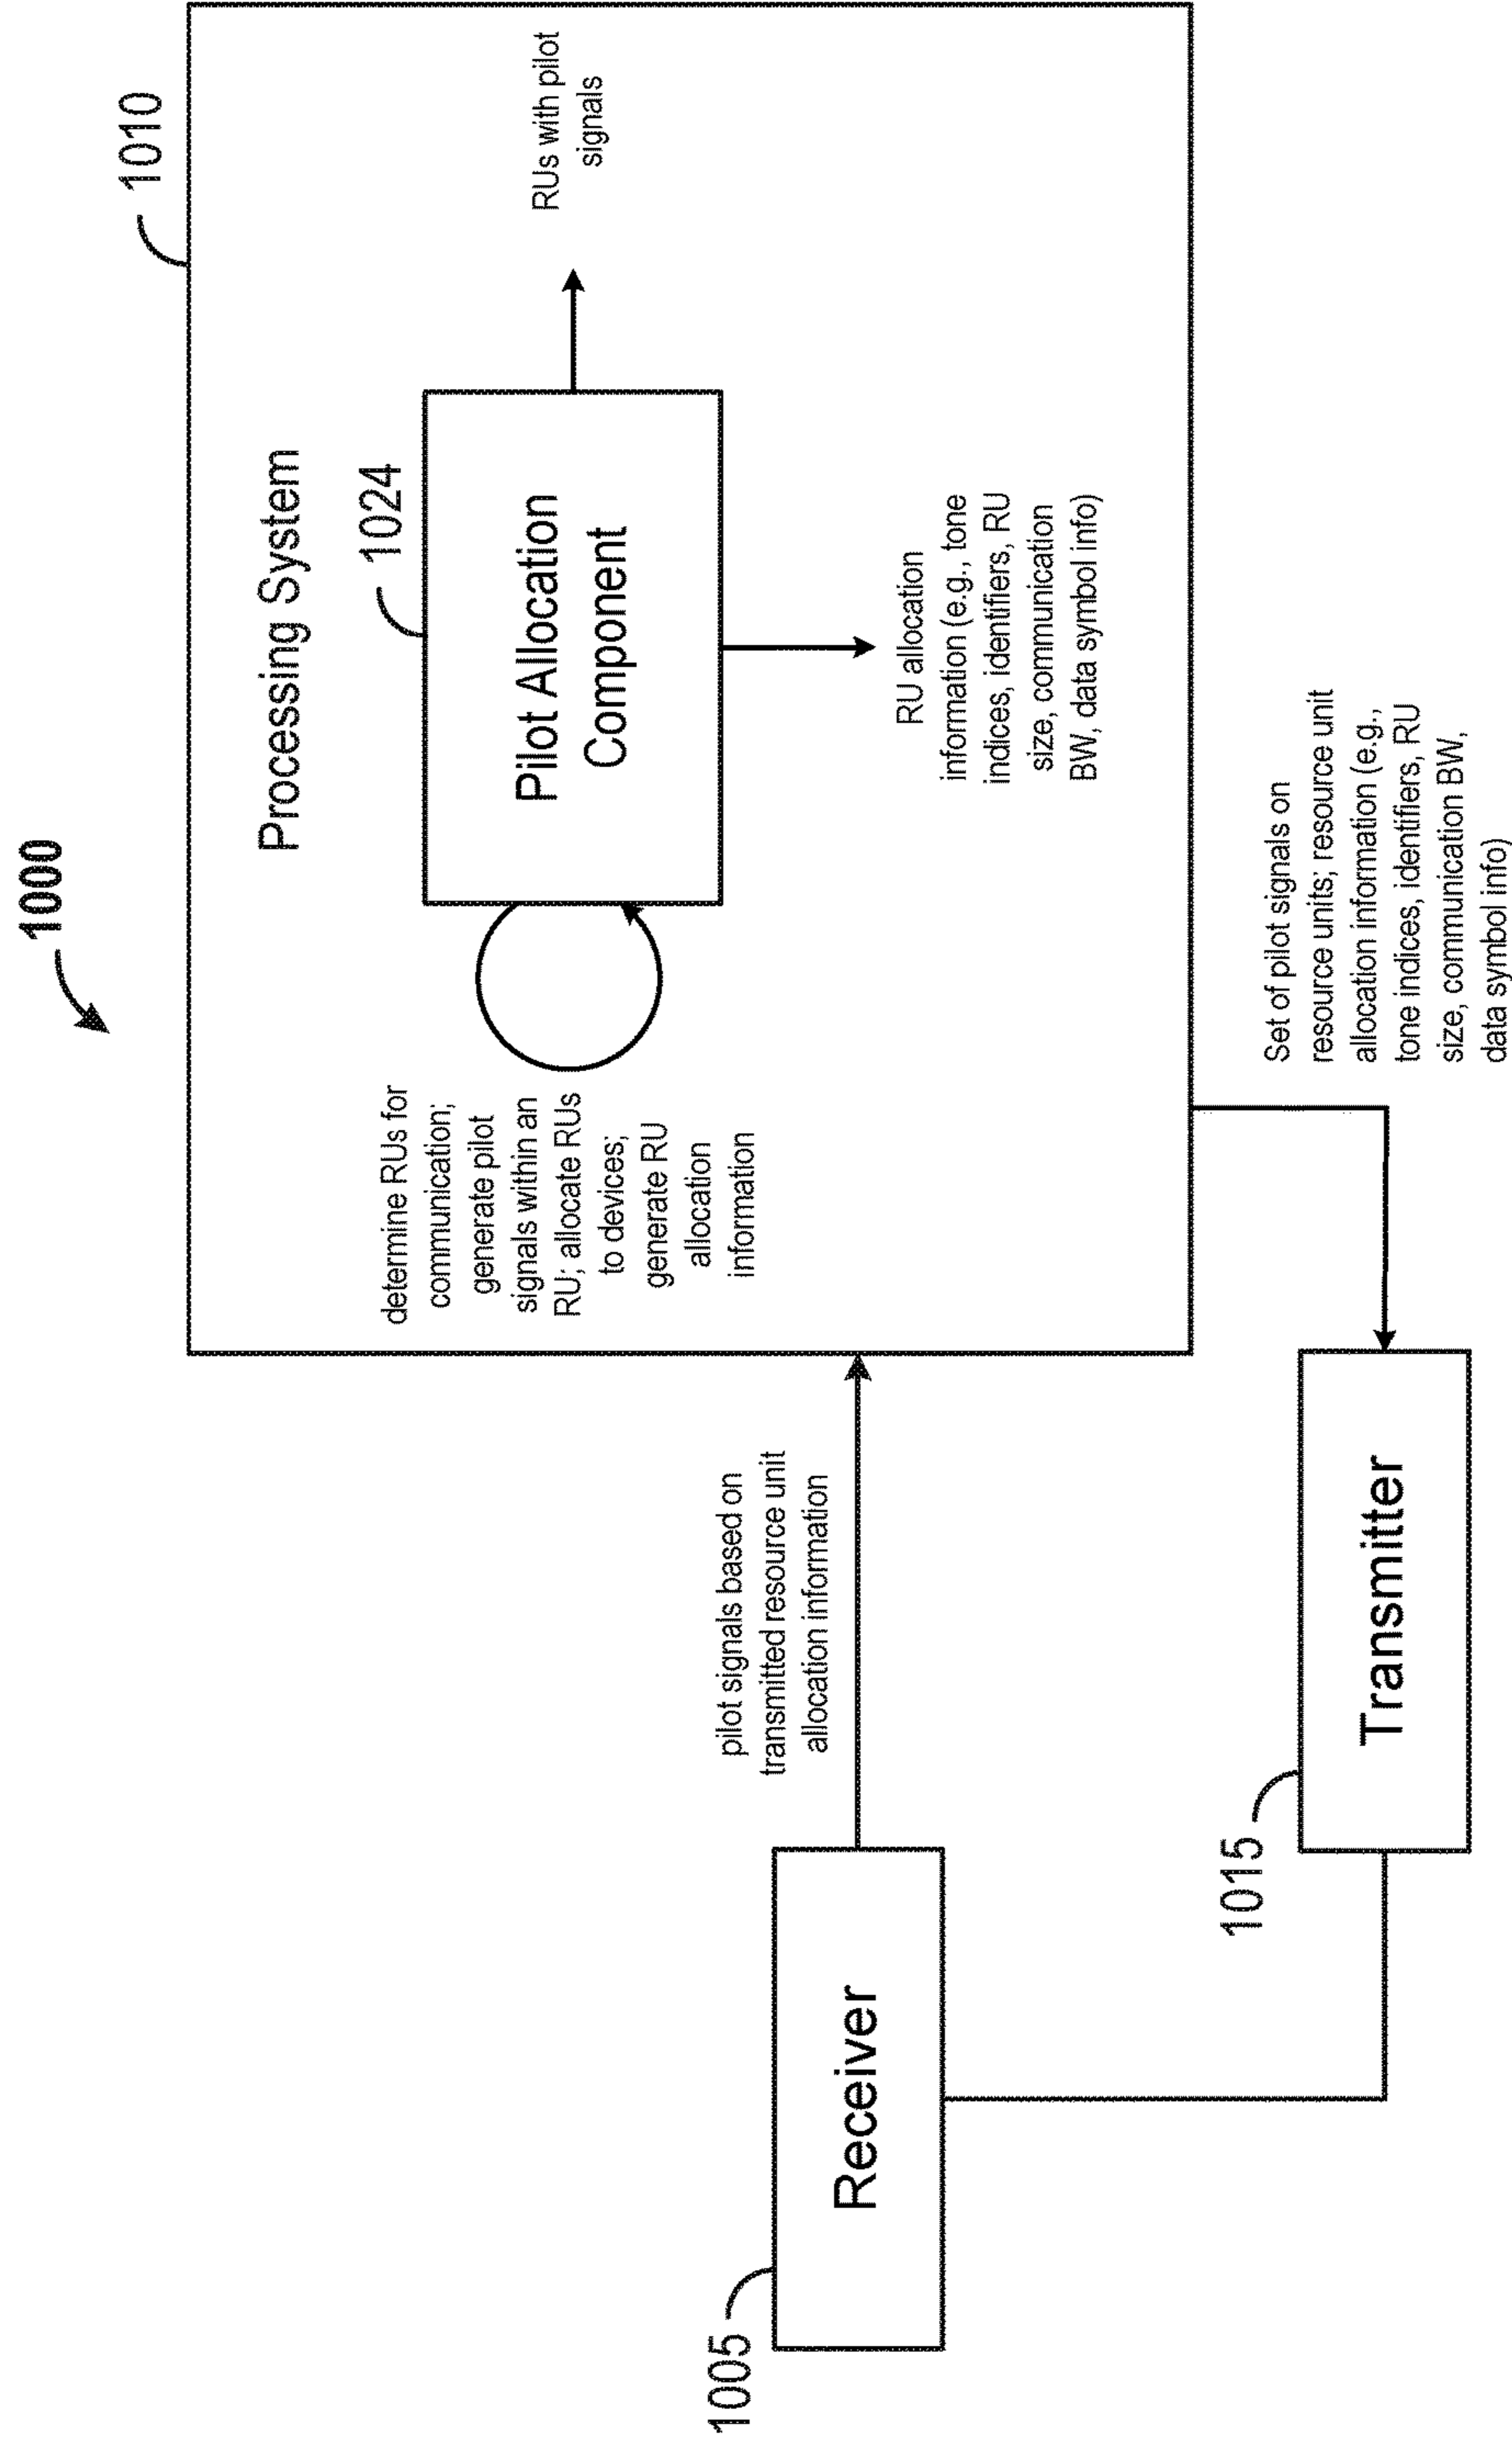 1000
1010
Processing System
1024
Pilot Allocation
Component
RUs with pilot
signals
determine RUs for
communication;
generate pilot
signals within an
RU; allocate RUs
to devices;
generate RU
allocation
information
RU allocation
information (e.g., tone
indices, identifiers, RU
size, communication
BW, data symbol info)
pilot signals based on
transmitted resource unit
allocation information
1005
Receiver
Set of pilot signals on
resource units; resource unit
allocation information (e.g.,
tone indices, identifiers, RU
size, communication BW,
data symbol info)
1015
Transmitter